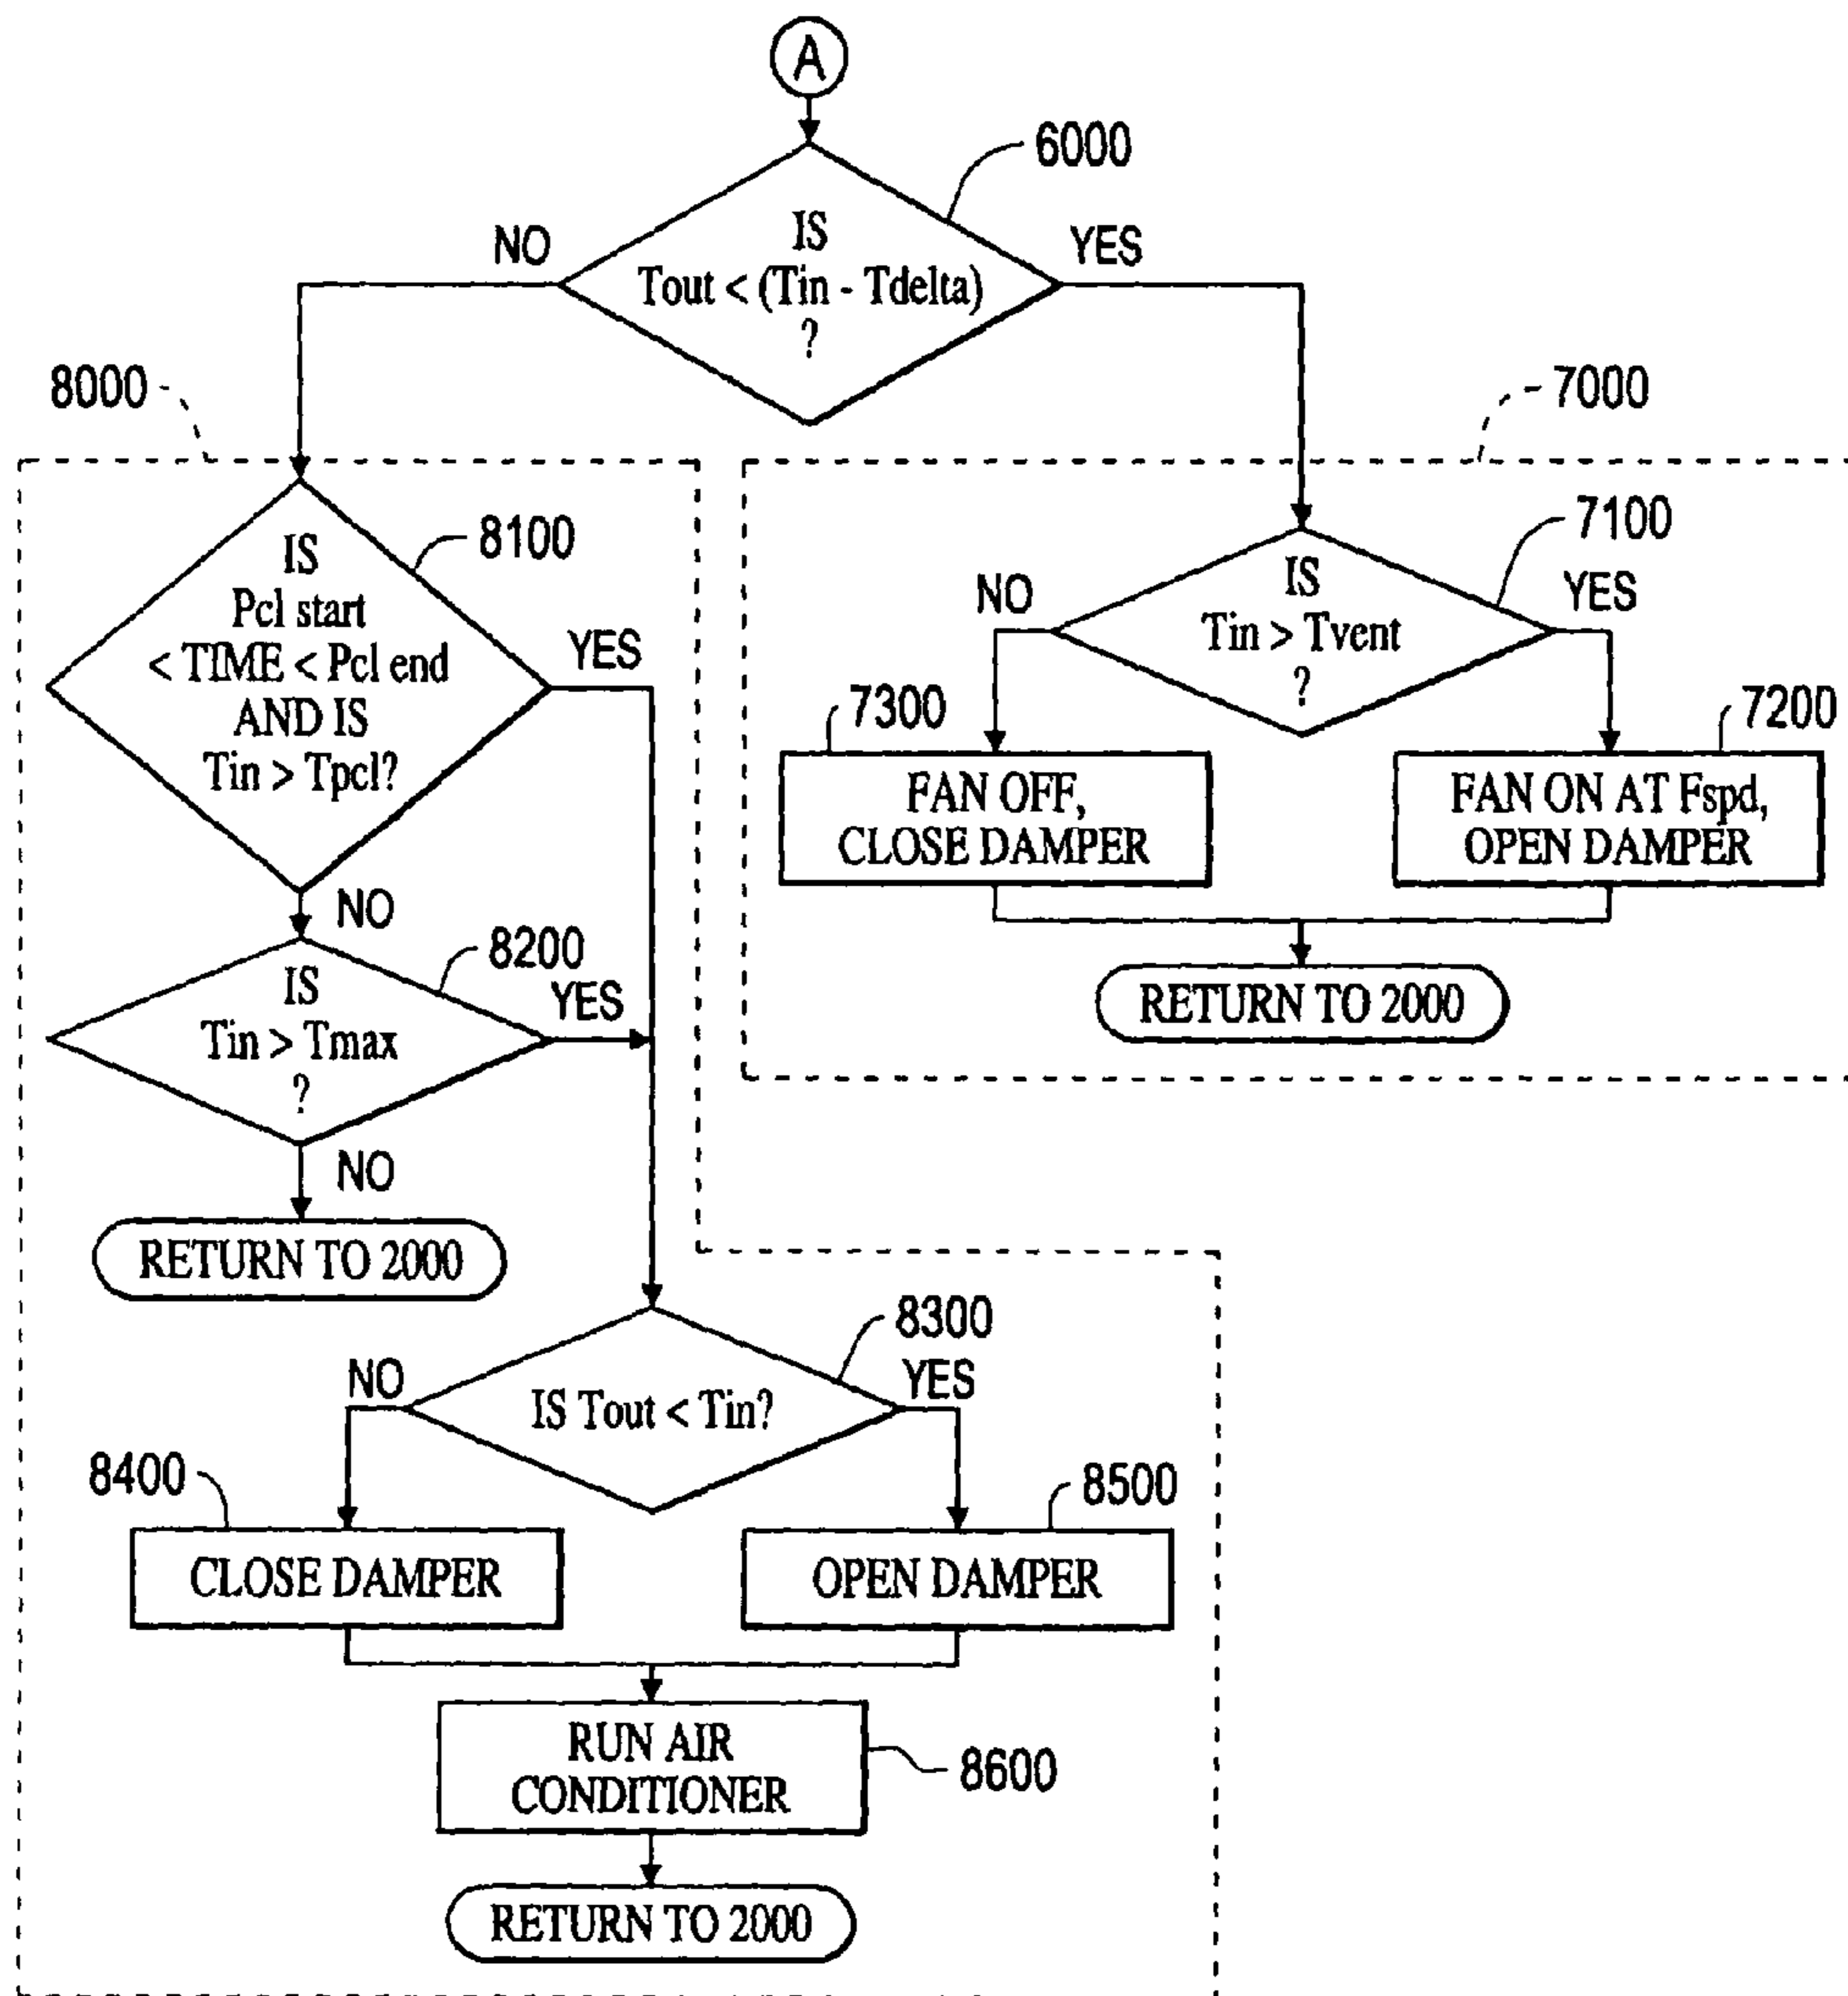 A
6000
IS
Tout < (Tin - Tdelta)
?
NO
YES
8000
7000
8100
IS
Pcl start
< TIME < Pcl end
AND IS
Tin > Tpcl?
YES
NO
7100
IS
Tin > Tvent
?
NO
YES
7300
FAN OFF,
CLOSE DAMPER
7200
FAN ON AT Fspd,
OPEN DAMPER
RETURN TO 2000
8200
IS
Tin > Tmax
?
YES
NO
RETURN TO 2000
8300
IS Tout < Tin?
NO
YES
8400
CLOSE DAMPER
8500
OPEN DAMPER
RUN AIR
CONDITIONER
8600
RETURN TO 2000